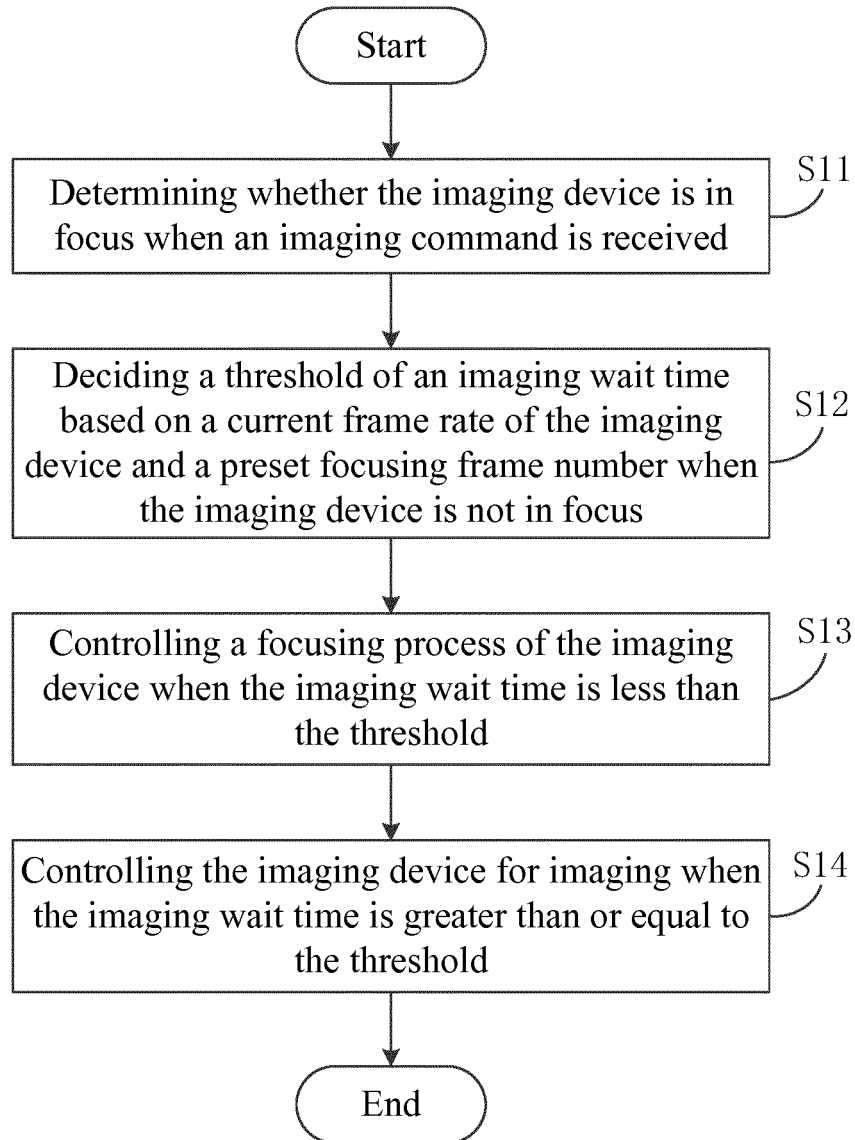 Start
S11
Determining whether the imaging device is in
focus when an imaging command is received
Deciding a threshold of an imaging wait time
based on a current frame rate of the imaging
device and a preset focusing frame number when
the imaging device is not in focus
S12
Controlling a focusing process of the imaging
device when the imaging wait time is less than
the threshold
S13
Controlling the imaging device for imaging when
the imaging wait time is greater than or equal to
the threshold
S14
End